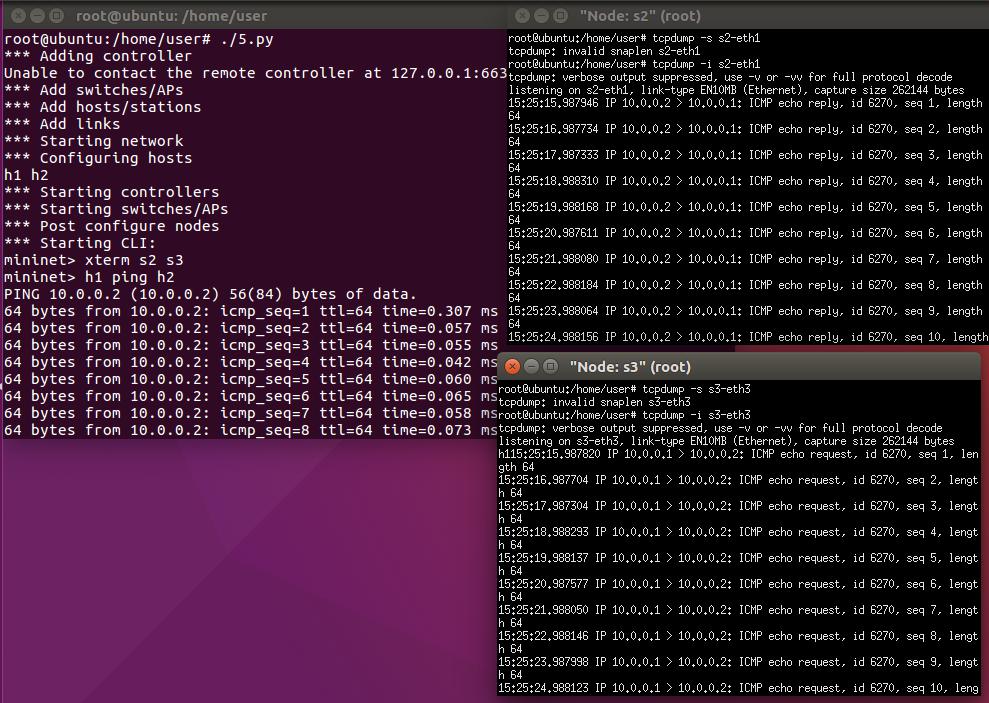 root@ubuntu: /home/user
root@ubuntu:/home/user# ./5.py
*** Adding controller
Unable to contact the remote controller at 127.0.0.1:663
*** Add switches/APs
*** Add hosts/stations
*** Add links
*** Starting network
*** Configuring hosts
h1 h2
*** Starting controllers
*** Starting switches/APs
*** Post configure nodes
*** Starting CLI:
mininet> xterm s2 s3
mininet> h1 ping h2
PING 10.0.0.2 (10.0.0.2) 56(84) bytes of data.
64 bytes from 10.0.0.2: icmp_seq=1 ttl=64 time=0.307 ms
64 bytes from 10.0.0.2: icmp_seq=2 ttl=64 time=0.057 ms
64 bytes from 10.0.0.2: icmp_seq=3 ttl=64 time=0.055 ms
64 bytes from 10.0.0.2: icmp_seq=4 ttl=64 time=0.042 ms
64 bytes from 10.0.0.2: icmp_seq=5 ttl=64 time=0.060 ms
64 bytes from 10.0.0.2: icmp_seq=6 ttl=64 time=0.065 ms
64 bytes from 10.0.0.2: icmp_seq=7 ttl=64 time=0.058 ms
64 bytes from 10.0.0.2: icmp_seq=8 ttl=64 time=0.073 ms
"Node: s2" (root)
root@ubuntu:/home/user# tcpdump -s s2-eth1
tcpdump: invalid snaplen s2-eth1
root@ubuntu:/home/user# tcpdump -i s2-eth1
tcpdump: verbose output suppressed, use -v or -vv for full protocol decode
listening on s2-eth1, link-type EN10MB (Ethernet), capture size 262144 bytes
15:25:15.987946 IP 10.0.0.2 > 10.0.0.1: ICMP echo reply, id 6270, seq 1, length
64
15:25:16.987734 IP 10.0.0.2 > 10.0.0.1: ICMP echo reply, id 6270, seq 2, length
64
15:25:17.987333 IP 10.0.0.2 > 10.0.0.1: ICMP echo reply, id 6270, seq 3, length
64
15:25:18.988310 IP 10.0.0.2 > 10.0.0.1: ICMP echo reply, id 6270, seq 4, length
64
15:25:19.988168 IP 10.0.0.2 > 10.0.0.1: ICMP echo reply, id 6270, seq 5, length
64
15:25:20.987611 IP 10.0.0.2 > 10.0.0.1: ICMP echo reply, id 6270, seq 6, length
64
15:25:21.988080 IP 10.0.0.2 > 10.0.0.1: ICMP echo reply, id 6270, seq 7, length
64
15:25:22.988184 IP 10.0.0.2 > 10.0.0.1: ICMP echo reply, id 6270, seq 8, length
64
15:25:23.988064 IP 10.0.0.2 > 10.0.0.1: ICMP echo reply, id 6270, seq 9, length
64
15:25:24.988156 IP 10.0.0.2 > 10.0.0.1: ICMP echo reply, id 6270, seq 10, length
"Node: s3" (root)
root@ubuntu:/home/user# tcpdump -s s3-eth3
tcpdump: invalid snaplen s3-eth3
root@ubuntu:/home/user# tcpdump -i s3-eth3
tcpdump: verbose output suppressed, use -v or -vv for full protocol decode
listening on s3-eth3, link-type EN10MB (Ethernet), capture size 262144 bytes
h115:25:15.987820 IP 10.0.0.1 > 10.0.0.2: ICMP echo request, id 6270, seq 1, len
gth 64
15:25:16.987704 IP 10.0.0.1 > 10.0.0.2: ICMP echo request, id 6270, seq 2, lengt
h 64
15:25:17.987304 IP 10.0.0.1 > 10.0.0.2: ICMP echo request, id 6270, seq 3, lengt
h 64
15:25:18.988293 IP 10.0.0.1 > 10.0.0.2: ICMP echo request, id 6270, seq 4, lengt
h 64
15:25:19.988137 IP 10.0.0.1 > 10.0.0.2: ICMP echo request, id 6270, seq 5, lengt
h 64
15:25:20.987577 IP 10.0.0.1 > 10.0.0.2: ICMP echo request, id 6270, seq 6, lengt
h 64
15:25:21.988050 IP 10.0.0.1 > 10.0.0.2: ICMP echo request, id 6270, seq 7, lengt
h 64
15:25:22.988146 IP 10.0.0.1 > 10.0.0.2: ICMP echo request, id 6270, seq 8, lengt
h 64
15:25:23.987998 IP 10.0.0.1 > 10.0.0.2: ICMP echo request, id 6270, seq 9, lengt
h 64
15:25:24.988123 IP 10.0.0.1 > 10.0.0.2: ICMP echo request, id 6270, seq 10, leng